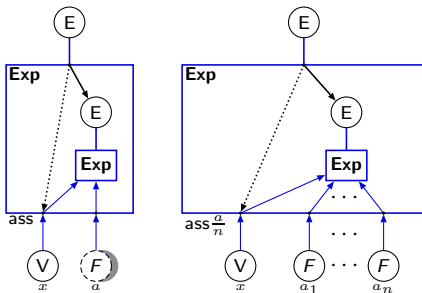 E E
Exp Exp
E E
Exp Exp
. . .
ass ass a/n . . .
V F V F . . . F
x a x a₁ aₙ